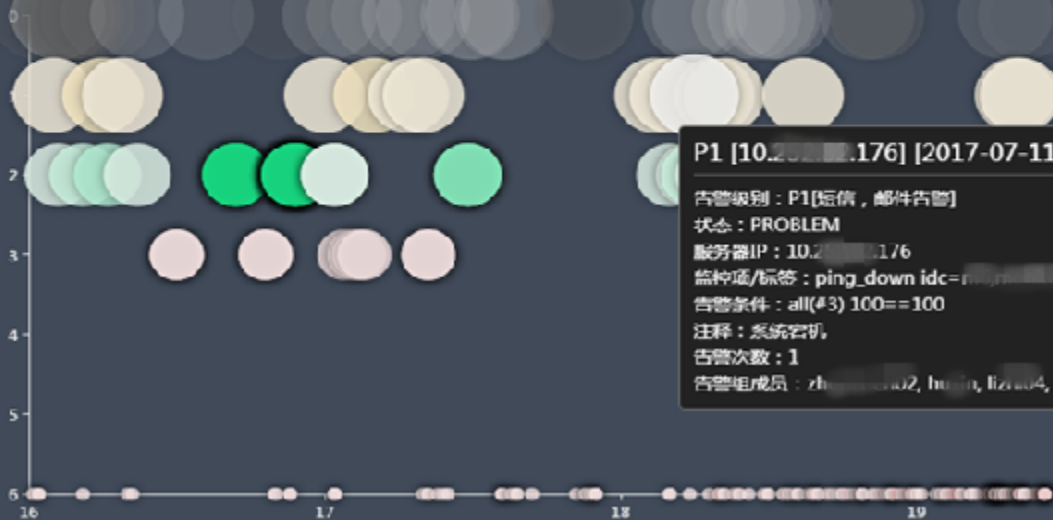 0
2
3
4
5
6
16 17 18 19
P1 [10. .176] [2017-07-11
告警级别：P1[短信，邮件告警]
状态：PROBLEM
服务器IP：10.2 .176
监控项/标签：ping_down idc=
告警条件：all(#3) 100==100
注释：系统宕机
告警次数：1
告警组成员：